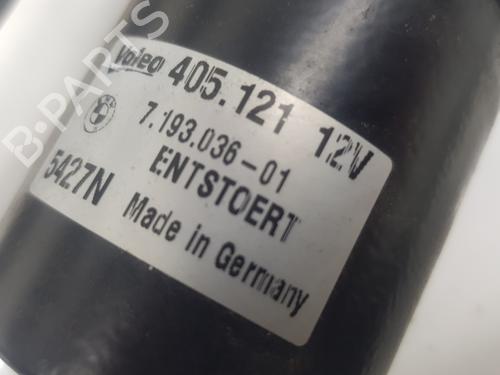 Valeo 405.121 12V
7.193.036-01
ENTSTOERT
5427N Made in Germany
B-PARTS